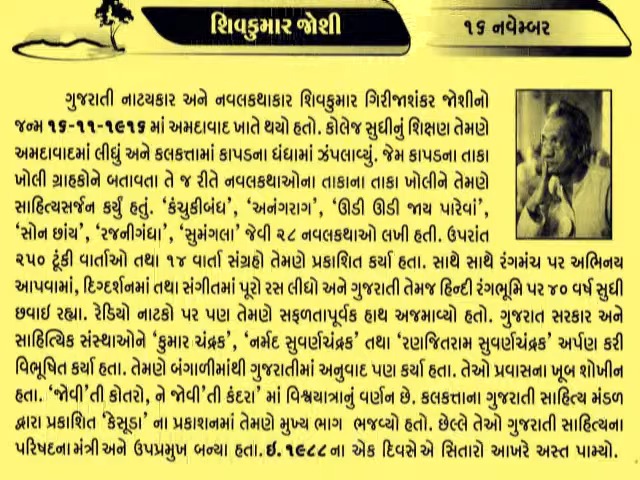 શિવકુમાર જોશી
૧૬ નવેમ્બર
ગુજરાતી નાટયકાર અને નવલકથાકાર શિવકુમાર ગિરીજાશંકર જોશીનો
જન્મ ૧૬-૧૧-૧૯૧૬ માં અમદાવાદ ખાતે થયો હતો. કોલેજ સુધીનું શિક્ષણ તેમણે
અમદાવાદમાં લીધું અને કલકત્તામાં કાપડના ધંધામાં ઝંપલાવ્યું. જેમ કાપડના તાકા
ખોલી ગ્રાહકોને બતાવતા તે જ રીતે નવલકથાઓના તાકાના તાકા ખોલીને તેમણે
સાહિત્યસર્જન કર્યું હતું. ‘કંચુકીબંધ’, ‘અનંગરાગ’, ‘ઊડી ઊડી જાય પારેવાં’,
‘સોન છાંય’, ‘રજનીગંધા’, ‘સુમંગલા’ જેવી ૨૮ નવલકથાઓ લખી હતી. ઉપરાંત
૨૫૦ ટૂંકી વાર્તાઓ તથા ૧૪ વાર્તા સંગ્રહો તેમણે પ્રકાશિત કર્યા હતા. સાથે સાથે રંગમંચ પર અભિનય
આપવામાં, દિગ્દર્શનમાં તથા સંગીતમાં પૂરો રસ લીધો અને ગુજરાતી તેમજ હિન્દી રંગભૂમિ પર ૪૦ વર્ષ સુધી
છવાઇ રહ્યા. રેડિયો નાટકો પર પણ તેમણે સફળતાપૂર્વક હાથ અજમાવ્યો હતો. ગુજરાત સરકાર અને
સાહિત્યિક સંસ્થાઓને ‘કુમાર ચંદ્રક’, ‘નર્મદ સુવર્ણચંદ્રક’ તથા ‘રણજિતરામ સુવર્ણચંદ્રક’ અર્પણ કરી
વિભૂષિત કર્યા હતા. તેમણે બંગાળીમાંથી ગુજરાતીમાં અનુવાદ પણ કર્યા હતા. તેઓ પ્રવાસના ખૂબ શોખીન
હતા. ‘જોવી’તી કોતરો, ને જોવી’તી કંદરા’ માં વિશ્વયાત્રાનું વર્ણન છે. કલકત્તાના ગુજરાતી સાહિત્ય મંડળ
દ્વારા પ્રકાશિત ‘કેસૂડા’ ના પ્રકાશનમાં તેમણે મુખ્ય ભાગ ભજવ્યો હતો. છેલ્લે તેઓ ગુજરાતી સાહિત્યના
પરિષદના મંત્રી અને ઉપપ્રમુખ બન્યા હતા. ઇ. ૧૯૮૮ ના એક દિવસે એ સિતારો આખરે અસ્ત પામ્યો.